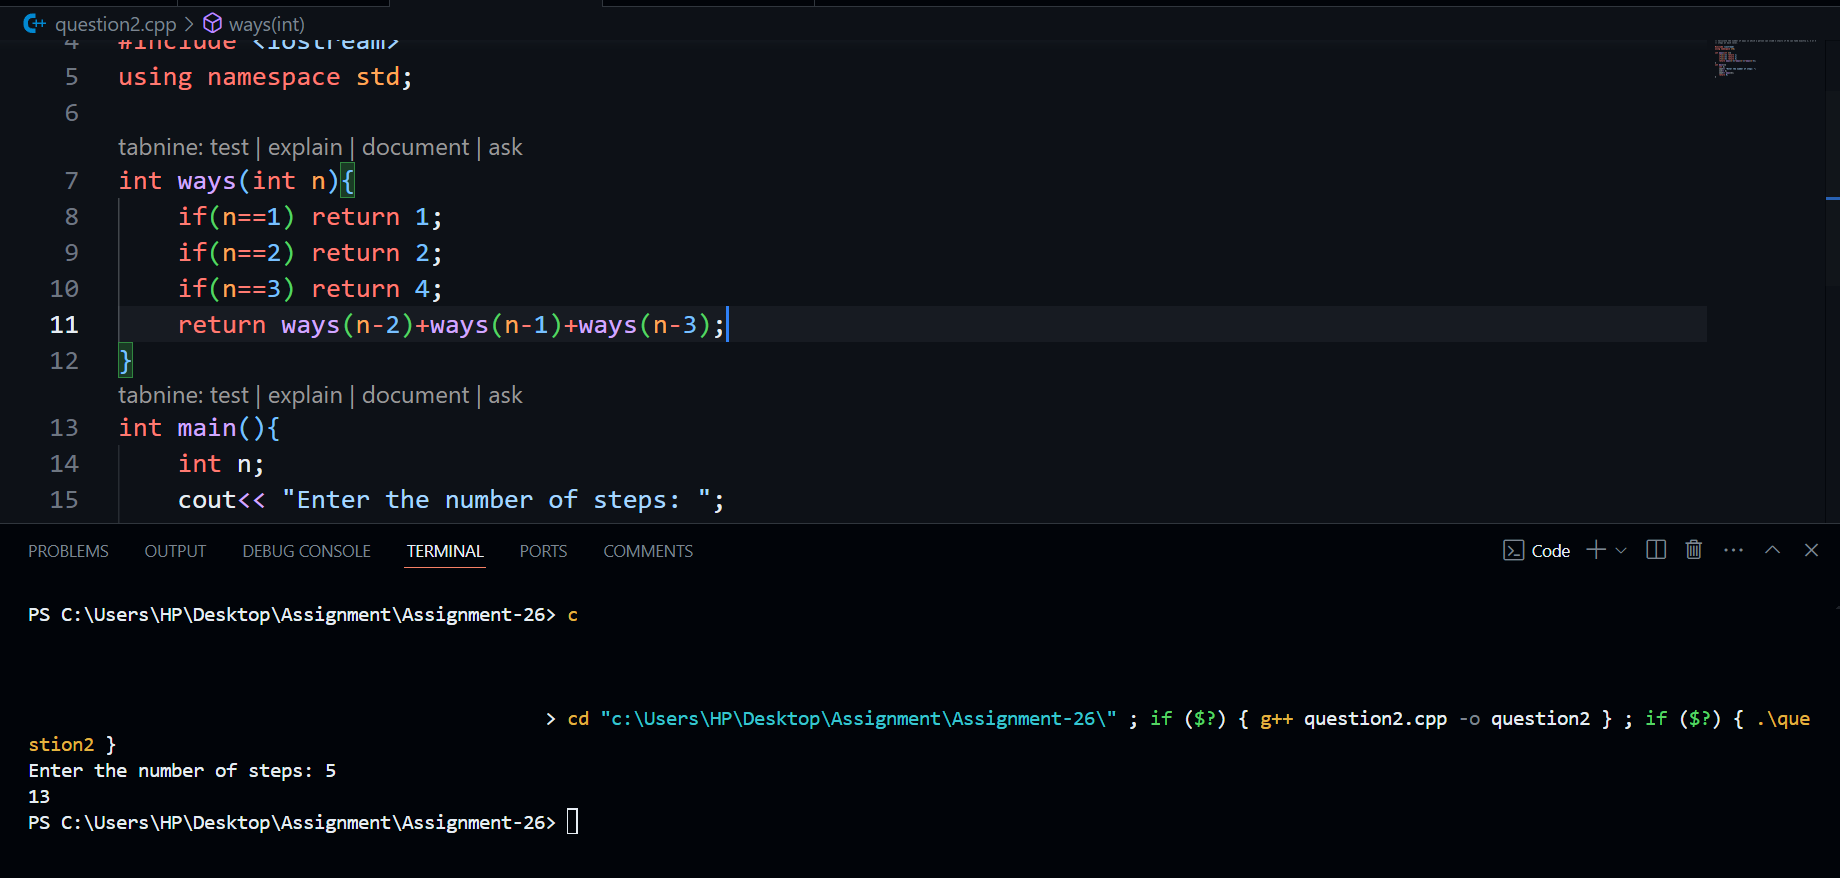 question2.cpp > ways(int)
4 #include <iostream>
5 using namespace std;
6
tabnine: test | explain | document | ask
7 int ways(int n){
8 if(n==1) return 1;
9 if(n==2) return 2;
10 if(n==3) return 4;
11 return ways(n-2)+ways(n-1)+ways(n-3);
12 }
tabnine: test | explain | document | ask
13 int main(){
14 int n;
15 cout<< "Enter the number of steps: ";
PROBLEMS OUTPUT DEBUG CONSOLE TERMINAL PORTS COMMENTS Code
PS C:\Users\HP\Desktop\Assignment\Assignment-26> c
> cd "c:\Users\HP\Desktop\Assignment\Assignment-26\" ; if ($?) { g++ question2.cpp -o question2 } ; if ($?) { .\que
stion2 }
Enter the number of steps: 5
13
PS C:\Users\HP\Desktop\Assignment\Assignment-26>